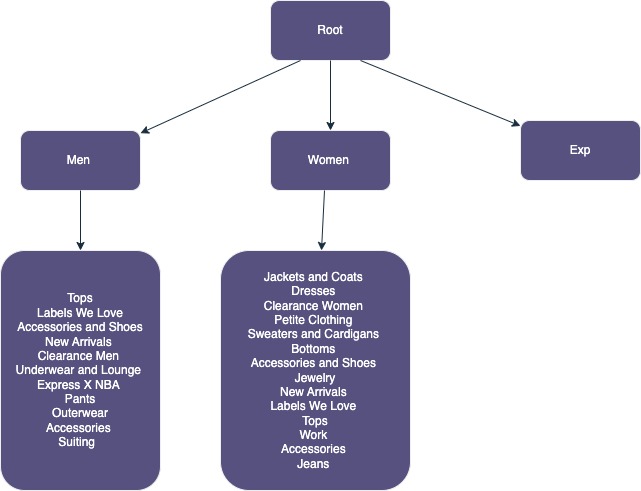 Root
Men
Women
Exp
Tops
Labels We Love
Accessories and Shoes
New Arrivals
Clearance Men
Underwear and Lounge
Express X NBA
Pants
Outerwear
Accessories
Suiting
Jackets and Coats
Dresses
Clearance Women
Petite Clothing
Sweaters and Cardigans
Bottoms
Accessories and Shoes
Jewelry
New Arrivals
Labels We Love
Tops
Work
Accessories
Jeans